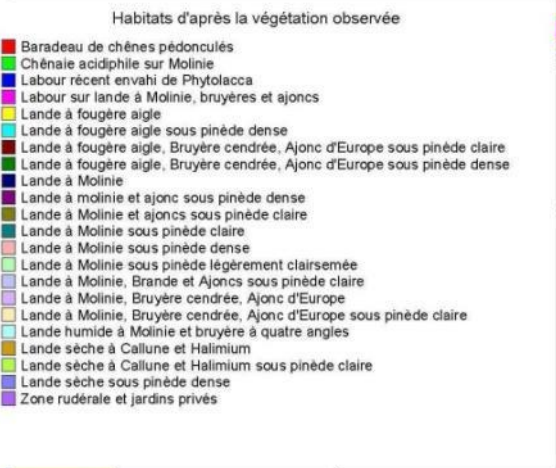 Habitats d'après la végétation observée
Baradeau de chênes pédonculés
Chênaie acidiphile sur Molinie
Labour récent envahi de Phytolacca
Labour sur lande à Molinie, bruyères et ajoncs
Lande à fougère aigle
Lande à fougère aigle sous pinède dense
Lande à fougère aigle, Bruyère cendrée, Ajonc d'Europe sous pinède claire
Lande à fougère aigle, Bruyère cendrée, Ajonc d'Europe sous pinède dense
Lande à Molinie
Lande à molinie et ajonc sous pinède dense
Lande à Molinie et ajoncs sous pinède claire
Lande à Molinie sous pinède claire
Lande à Molinie sous pinède dense
Lande à Molinie sous pinède légèrement clairsemée
Lande à Molinie, Brande et Ajoncs sous pinède claire
Lande à Molinie, Bruyère cendrée, Ajonc d'Europe
Lande à Molinie, Bruyère cendrée, Ajonc d'Europe sous pinède claire
Lande humide à Molinie et bruyère à quatre angles
Lande sèche à Callune et Halimium
Lande sèche à Callune et Halimium sous pinède claire
Lande sèche sous pinède dense
Zone rudérale et jardins privés